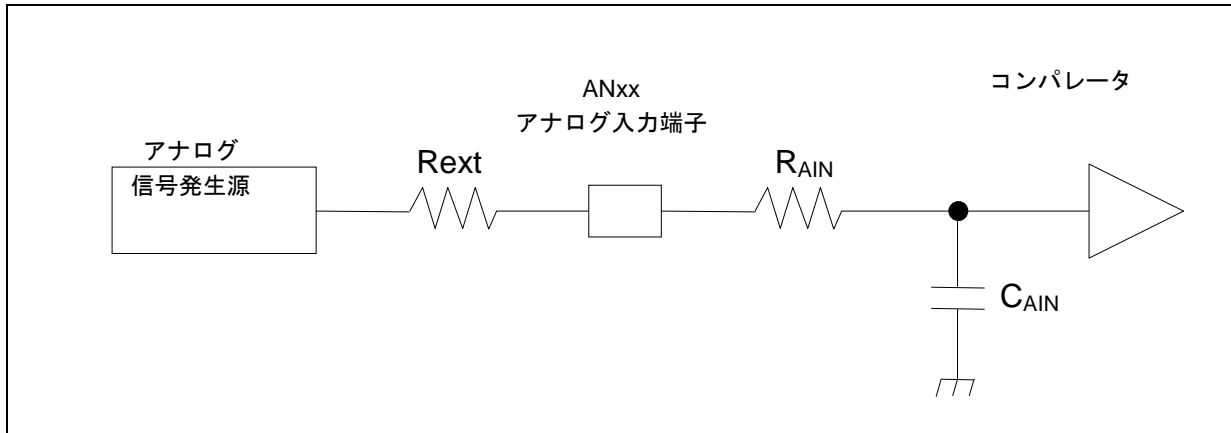 コンパレータ
ANxx
アナログ入力端子
アナログ
信号発生源
Rext
RAIN
CAIN